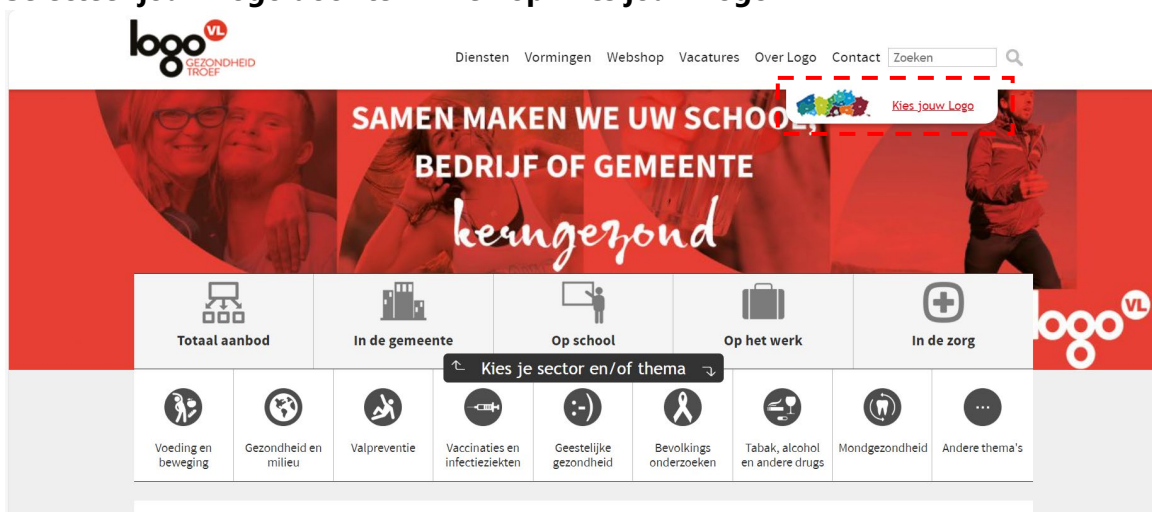 logo VL
GEZONDHEID
TROEF
Diensten Vormingen Webshop Vacatures Over Logo Contact Zoeken
Kies jouw Logo
SAMEN MAKEN WE UW SCHOOL,
BEDRIJF OF GEMEENTE
kerngezond
Totaal aanbod In de gemeente Op school Op het werk In de zorg
logo VL
Kies je sector en/of thema
Voeding en beweging
Gezondheid en milieu
Valpreventie
Vaccinaties en infectieziekten
Geestelijke gezondheid
Bevolkings onderzoeken
Tabak, alcohol en andere drugs
Mondgezondheid
Andere thema's